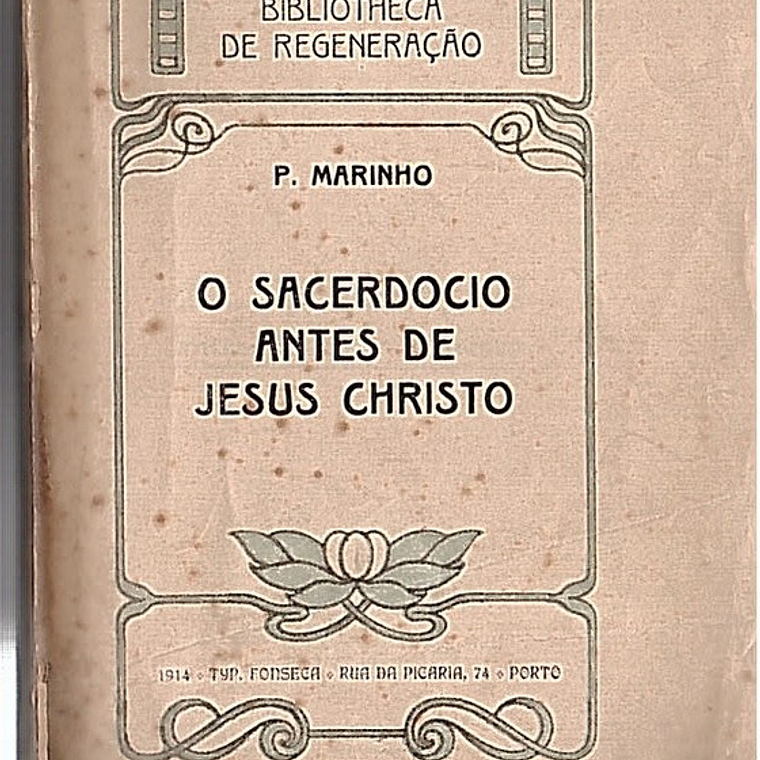 BIBLIOTHECA
DE REGENERAÇÃO
P. MARINHO
O SACERDOCIO
ANTES DE
JESUS CHRISTO
1914 ◦ TYP. FONSECA ◦ RUA DA PICARIA, 74 ◦ PORTO